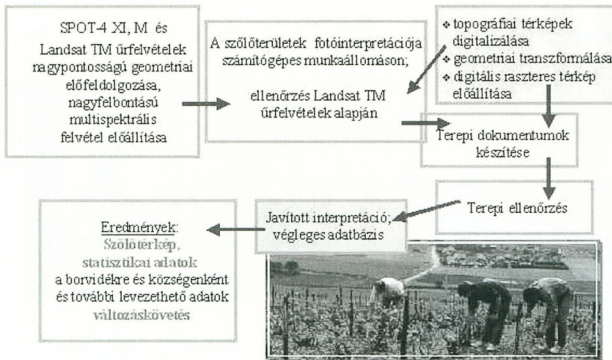 SPOT-4 XI, M és
Landsat TM űrfelvételek
nagypontosságú geometriai
előfeldolgozása,
nagyfelbontású
multispektrális
felvétel előállítása
A szőlőterületek fotóinterpretációja
számítógépes munkaállomáson;
ellenőrzés Landsat TM
űrfelvételek alapján
❖ topográfiai térképek
digitalizálása
❖ geometriai transzformálása
❖ digitális raszteres térkép
előállítása
Terepi dokumentumok
készítése
Terepi ellenőrzés
Javított interpretáció;
végleges adatbázis
Eredmények:
Szőlőtérkép,
statisztikai adatok
a borvidékre és községenként
és további levezethető adatok
változáskövetés